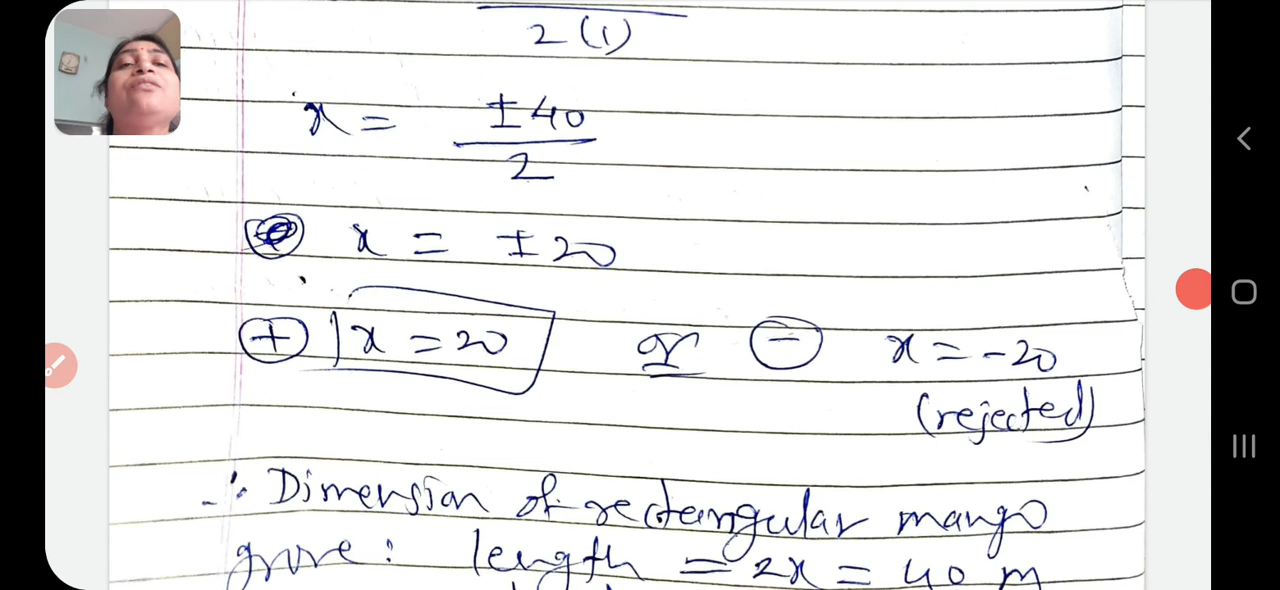 2(1)
x = ±40
2
x = ±20
+ x = 20 or - x = -20
(rejected)
∴ Dimension of rectangular mango
grove: length = 2x = 40 m